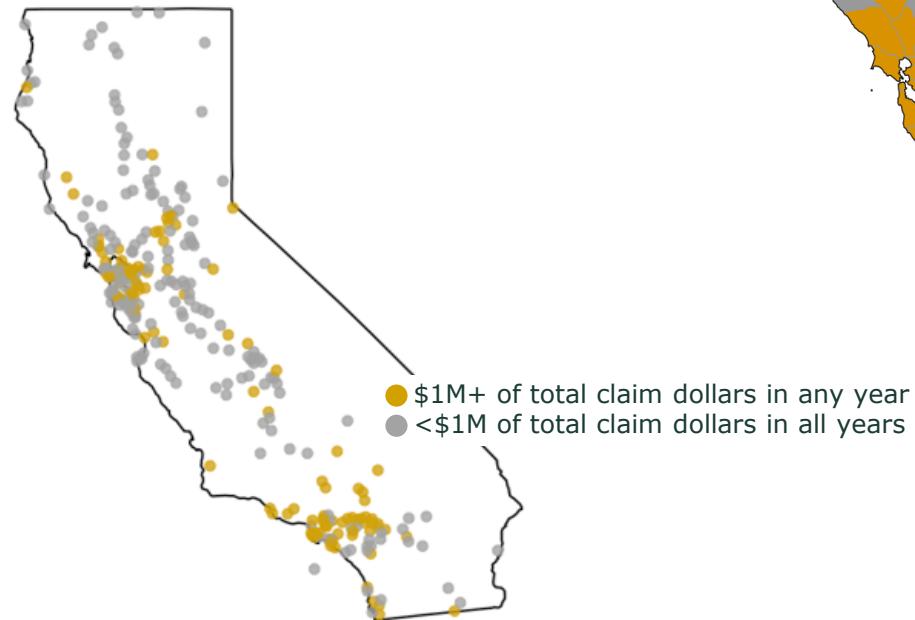 $1M+ of total claim dollars in any year
<$1M of total claim dollars in all years